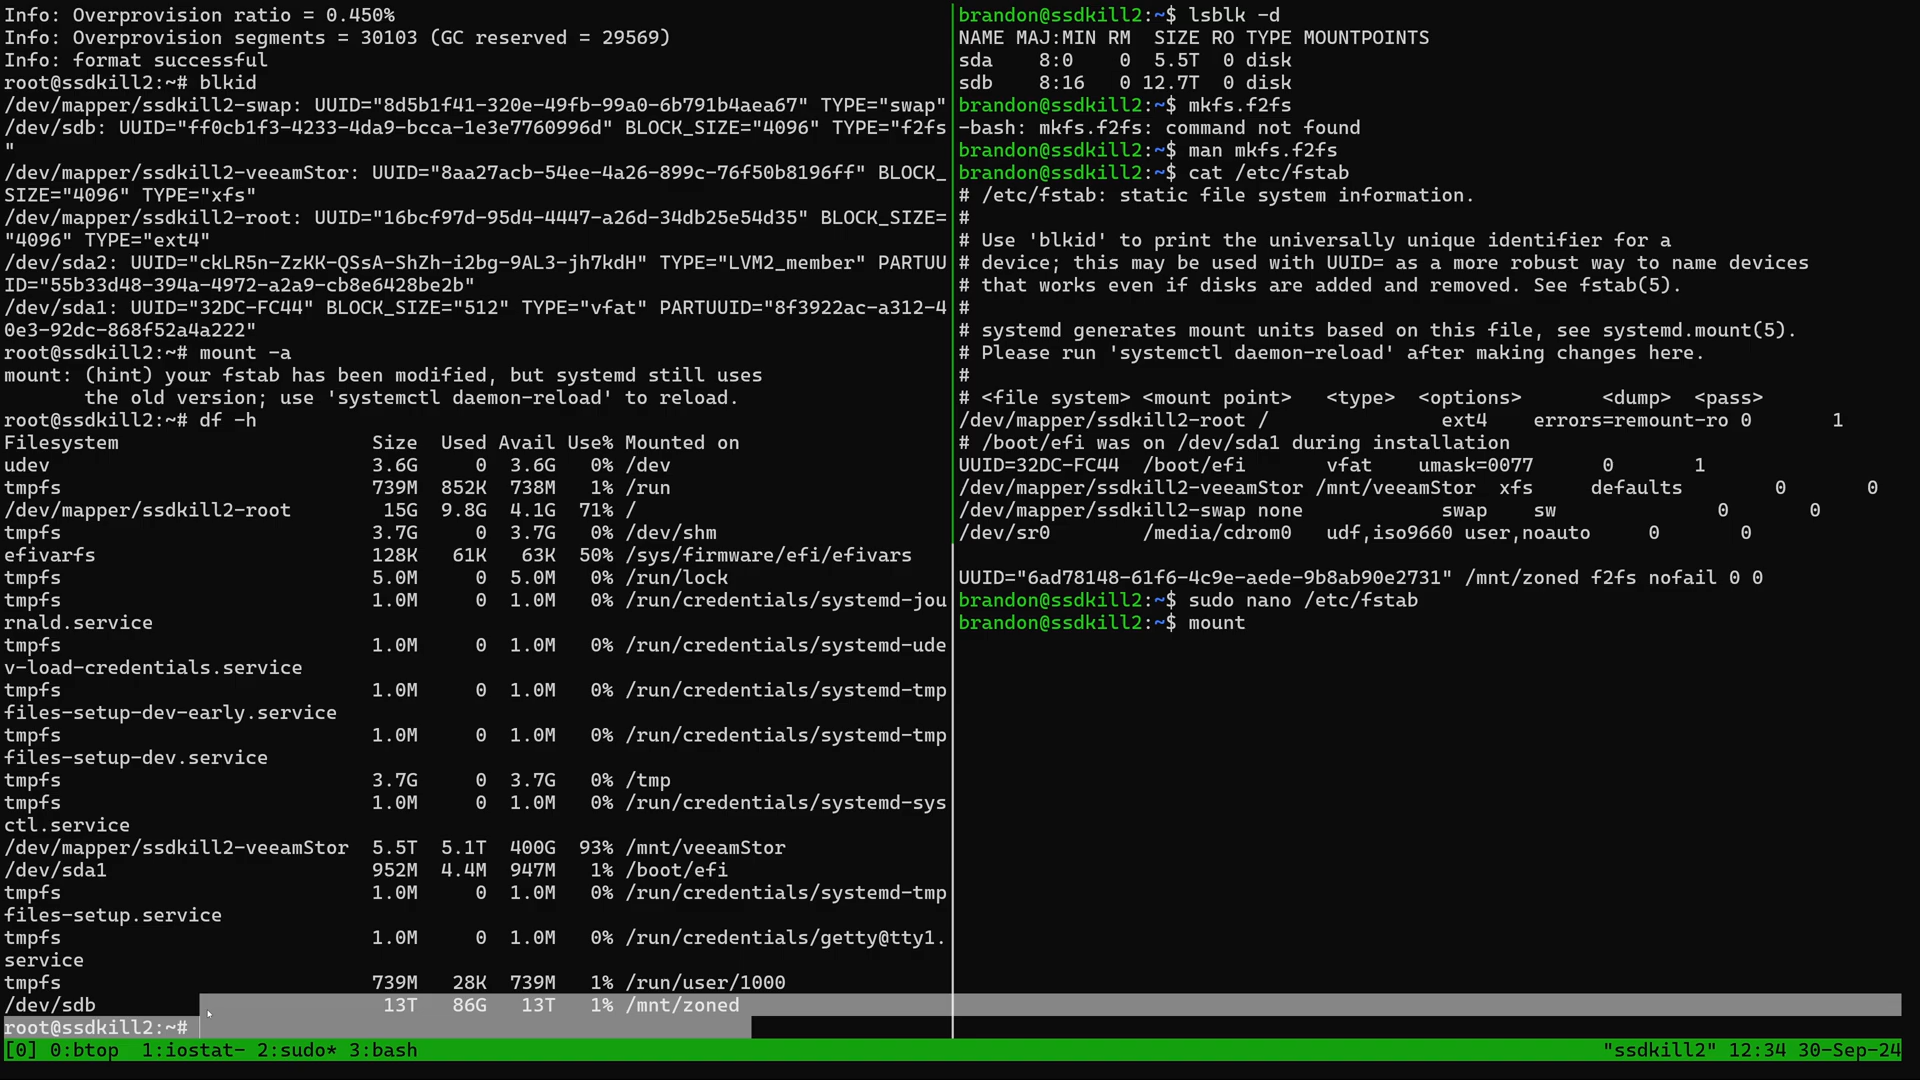 Info: Overprovision ratio = 0.450%
Info: Overprovision segments = 30103 (GC reserved = 29569)
Info: format successful
root@ssdkill2:~# blkid
/dev/mapper/ssdkill2-swap: UUID="8d5b1f41-320e-49fb-99a0-6b791b4aea67" TYPE="swap"
/dev/sdb: UUID="ff0cb1f3-4233-4da9-bcca-1e3e7760996d" BLOCK_SIZE="4096" TYPE="f2fs
"
/dev/mapper/ssdkill2-veeamStor: UUID="8aa27acb-54ee-4a26-899c-76f50b8196ff" BLOCK_
SIZE="4096" TYPE="xfs"
/dev/mapper/ssdkill2-root: UUID="16bcf97d-95d4-4447-a26d-34db25e54d35" BLOCK_SIZE=
"4096" TYPE="ext4"
/dev/sda2: UUID="ckLR5n-ZzKK-QSsA-ShZh-i2bg-9AL3-jh7kdH" TYPE="LVM2_member" PARTUU
ID="55b33d48-394a-4972-a2a9-cb8e6428be2b"
/dev/sda1: UUID="32DC-FC44" BLOCK_SIZE="512" TYPE="vfat" PARTUUID="8f3922ac-a312-4
0e3-92dc-868f52a4a222"
root@ssdkill2:~# mount -a
mount: (hint) your fstab has been modified, but systemd still uses
       the old version; use 'systemctl daemon-reload' to reload.
root@ssdkill2:~# df -h
Filesystem                      Size  Used Avail Use% Mounted on
udev                            3.6G     0  3.6G   0% /dev
tmpfs                           739M  852K  738M   1% /run
/dev/mapper/ssdkill2-root        15G  9.8G  4.1G  71% /
tmpfs                           3.7G     0  3.7G   0% /dev/shm
efivarfs                        128K   61K   63K  50% /sys/firmware/efi/efivars
tmpfs                           5.0M     0  5.0M   0% /run/lock
tmpfs                           1.0M     0  1.0M   0% /run/credentials/systemd-jou
rnald.service
tmpfs                           1.0M     0  1.0M   0% /run/credentials/systemd-ude
v-load-credentials.service
tmpfs                           1.0M     0  1.0M   0% /run/credentials/systemd-tmp
files-setup-dev-early.service
tmpfs                           1.0M     0  1.0M   0% /run/credentials/systemd-tmp
files-setup-dev.service
tmpfs                           3.7G     0  3.7G   0% /tmp
tmpfs                           1.0M     0  1.0M   0% /run/credentials/systemd-sys
ctl.service
/dev/mapper/ssdkill2-veeamStor  5.5T  5.1T  400G  93% /mnt/veeamStor
/dev/sda1                       952M  4.4M  947M   1% /boot/efi
tmpfs                           1.0M     0  1.0M   0% /run/credentials/systemd-tmp
files-setup.service
tmpfs                           1.0M     0  1.0M   0% /run/credentials/getty@tty1.
service
tmpfs                           739M   28K  739M   1% /run/user/1000
/dev/sdb                         13T   86G   13T   1% /mnt/zoned
root@ssdkill2:~#
brandon@ssdkill2:~$ lsblk -d
NAME MAJ:MIN RM  SIZE RO TYPE MOUNTPOINTS
sda    8:0    0  5.5T  0 disk
sdb    8:16   0 12.7T  0 disk
brandon@ssdkill2:~$ mkfs.f2fs
-bash: mkfs.f2fs: command not found
brandon@ssdkill2:~$ man mkfs.f2fs
brandon@ssdkill2:~$ cat /etc/fstab
# /etc/fstab: static file system information.
#
# Use 'blkid' to print the universally unique identifier for a
# device; this may be used with UUID= as a more robust way to name devices
# that works even if disks are added and removed. See fstab(5).
#
# systemd generates mount units based on this file, see systemd.mount(5).
# Please run 'systemctl daemon-reload' after making changes here.
#
# <file system> <mount point>   <type>  <options>       <dump>  <pass>
/dev/mapper/ssdkill2-root /               ext4    errors=remount-ro 0       1
# /boot/efi was on /dev/sda1 during installation
UUID=32DC-FC44  /boot/efi       vfat    umask=0077      0       1
/dev/mapper/ssdkill2-veeamStor /mnt/veeamStor  xfs     defaults        0       0
/dev/mapper/ssdkill2-swap none            swap    sw              0       0
/dev/sr0        /media/cdrom0   udf,iso9660 user,noauto     0       0
UUID="6ad78148-61f6-4c9e-aede-9b8ab90e2731" /mnt/zoned f2fs nofail 0 0
brandon@ssdkill2:~$ sudo nano /etc/fstab
brandon@ssdkill2:~$ mount
[0] 0:btop  1:iostat- 2:sudo* 3:bash
"ssdkill2" 12:34 30-Sep-24